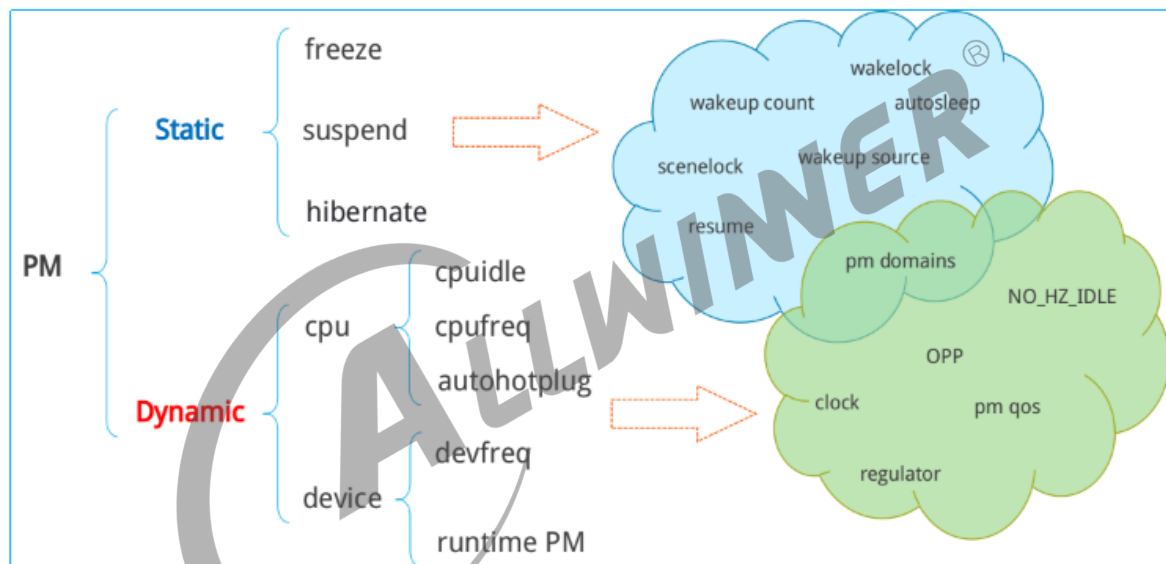 freeze
Static
suspend
hibernate
PM
cpuidle
cpu
cpufreq
autohotplug
Dynamic
devfreq
device
runtime PM
wakelock
wakeup count
autosleep
scenelock
wakeup source
resume
pm domains
NO_HZ_IDLE
OPP
clock
pm qos
regulator
ALLWINNER®